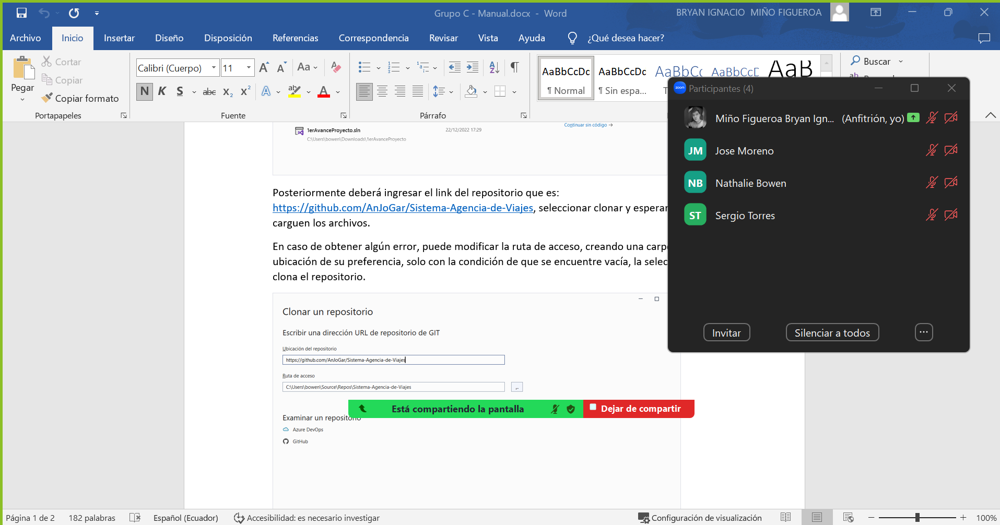 Grupo C - Manual.docx - Word
BRYAN IGNACIO MIÑO FIGUEROA
Archivo Inicio Insertar Diseño Disposición Referencias Correspondencia Revisar Vista Ayuda ¿Qué desea hacer?
Pegar
Cortar
Copiar
Copiar formato
Portapapeles
Calibri (Cuerpo) 11
Fuente
Párrafo
AaBbCcDc
¶ Normal
AaBbCcDc
¶ Sin espa...
AaBbCc
AaBbCcC
AaB
Buscar
1erAvanceProyecto.sln 22/12/2022 17:29
C:\Users\bowen\Downloads\1erAvanceProyecto
Continuar sin código →
Posteriormente deberá ingresar el link del repositorio que es:
https://github.com/AnJoGar/Sistema-Agencia-de-Viajes, seleccionar clonar y esperar
carguen los archivos.
En caso de obtener algún error, puede modificar la ruta de acceso, creando una carp
ubicación de su preferencia, solo con la condición de que se encuentre vacía, la selec
clona el repositorio.
Clonar un repositorio
Escribir una dirección URL de repositorio de GIT
Ubicación del repositorio
https://github.com/AnJoGar/Sistema-Agencia-de-Viajes
Ruta de acceso
C:\Users\bowen\Source\Repos\Sistema-Agencia-de-Viajes
...
Examinar un repositorio
Azure DevOps
GitHub
Está compartiendo la pantalla
Dejar de compartir
zoom Participantes (4)
Miño Figueroa Bryan Ign... (Anfitrión, yo)
JM Jose Moreno
NB Nathalie Bowen
ST Sergio Torres
Invitar
Silenciar a todos
...
Página 1 de 2 182 palabras Español (Ecuador) Accesibilidad: es necesario investigar Configuración de visualización 100%